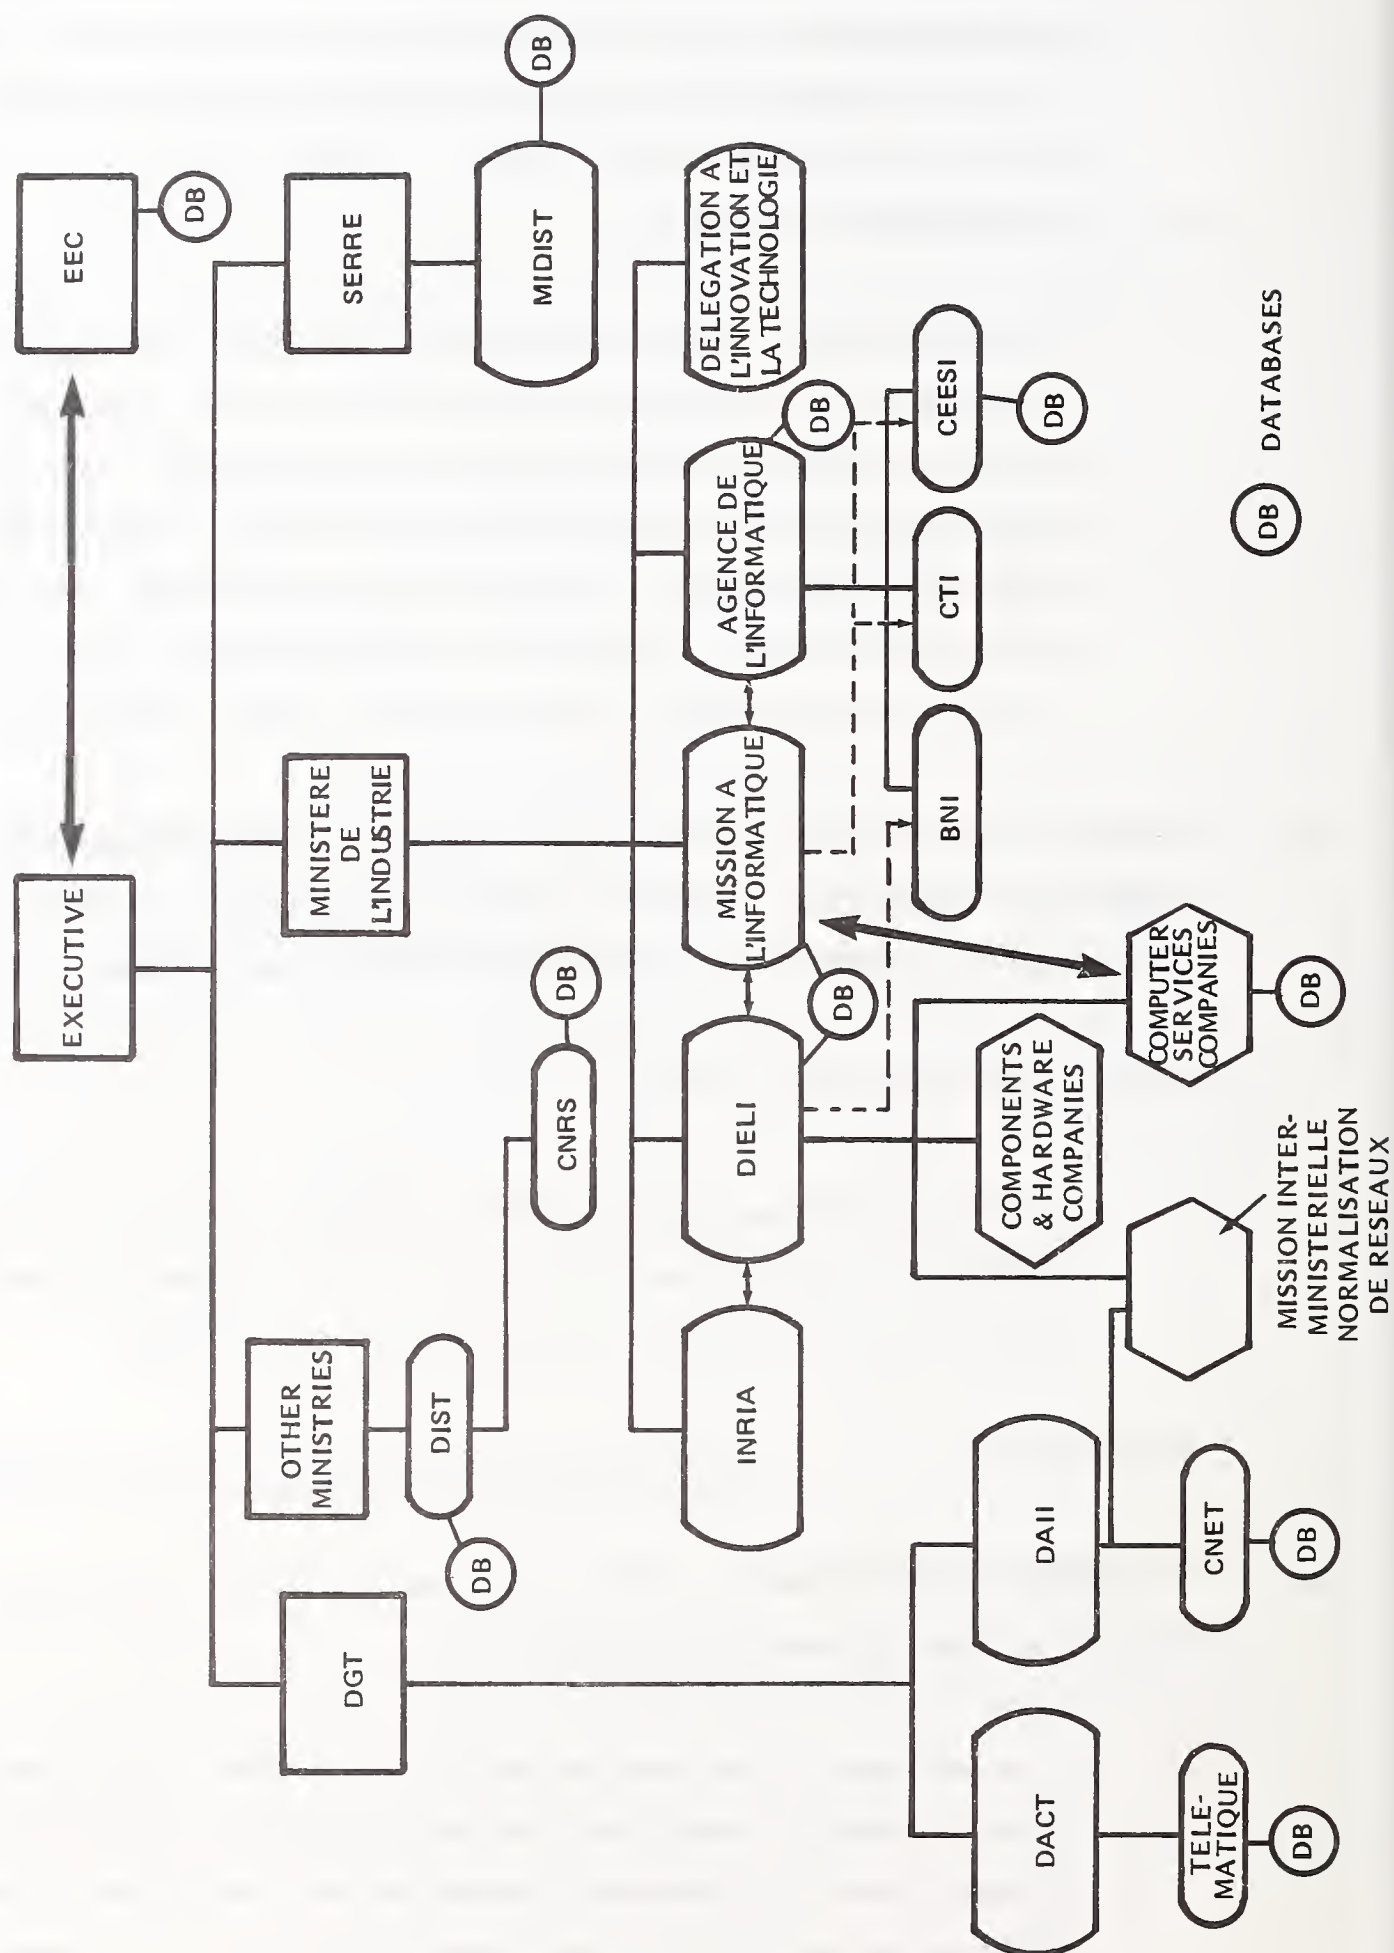 EXECUTIVE
EEC
DB
DGT
OTHER
MINISTRIES
MINISTERE
DE
L'INDUSTRIE
SERRE
DIST
DB
CNRS
DB
MIDIST
DB
INRIA
DIELI
MISSION A
L'INFORMATIQUE
AGENCE DE
L'INFORMATIQUE
DELEGATION A
L'INNOVATION ET
LA TECHNOLOGIE
DB
DB
BNI
CTI
CEESI
DB
DACT
DAII
COMPONENTS
& HARDWARE
COMPANIES
TELE-
MATIQUE
DB
CNET
DB
COMPUTER
SERVICES
COMPANIES
DB
MISSION INTER-
MINISTERIELLE
NORMALISATION
DE RESEAUX
DB DATABASES